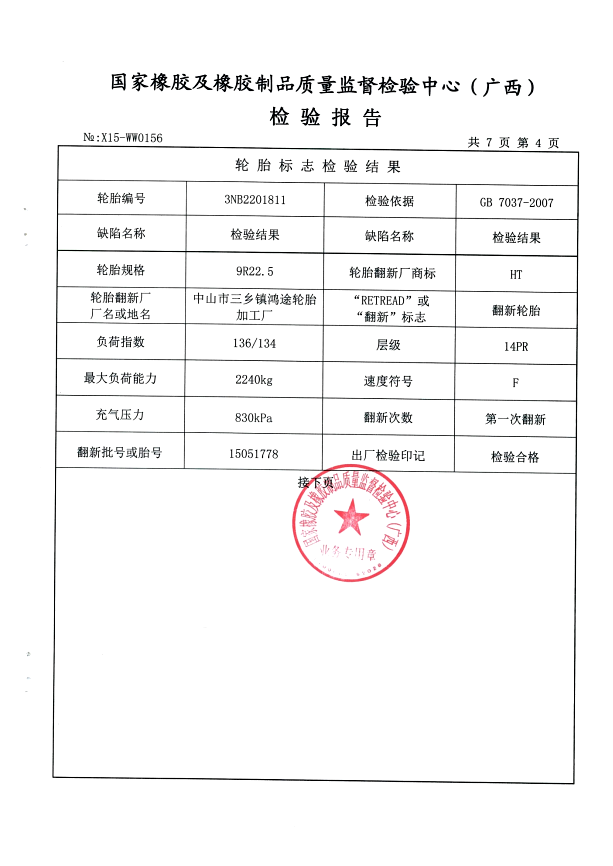 国家橡胶及橡胶制品质量监督检验中心（广西）
检验报告
№:X15-WW0156
共 7 页 第 4 页
轮胎标志检验结果
轮胎编号 3NB2201811 检验依据 GB 7037-2007
缺陷名称 检验结果 缺陷名称 检验结果
轮胎规格 9R22.5 轮胎翻新厂商标 HT
轮胎翻新厂
厂名或地名
中山市三乡镇鸿途轮胎
加工厂
“RETREAD”或
“翻新”标志
翻新轮胎
负荷指数 136/134 层级 14PR
最大负荷能力 2240kg 速度符号 F
充气压力 830kPa 翻新次数 第一次翻新
翻新批号或胎号 15051778 出厂检验印记 检验合格
接下页
国家橡胶及橡胶制品质量监督检验中心（广西）
业务专用章